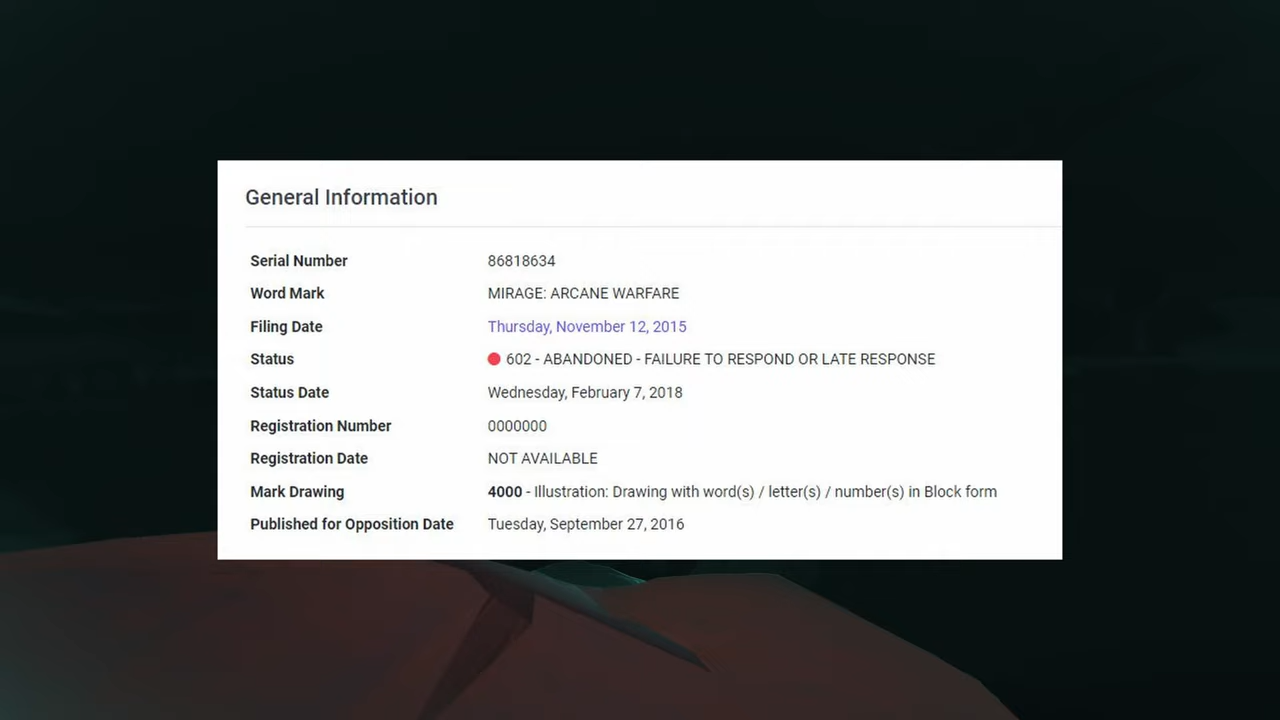 General Information
Serial Number 86818634
Word Mark MIRAGE: ARCANE WARFARE
Filing Date Thursday, November 12, 2015
Status 602 - ABANDONED - FAILURE TO RESPOND OR LATE RESPONSE
Status Date Wednesday, February 7, 2018
Registration Number 0000000
Registration Date NOT AVAILABLE
Mark Drawing 4000 - Illustration: Drawing with word(s) / letter(s) / number(s) in Block form
Published for Opposition Date Tuesday, September 27, 2016